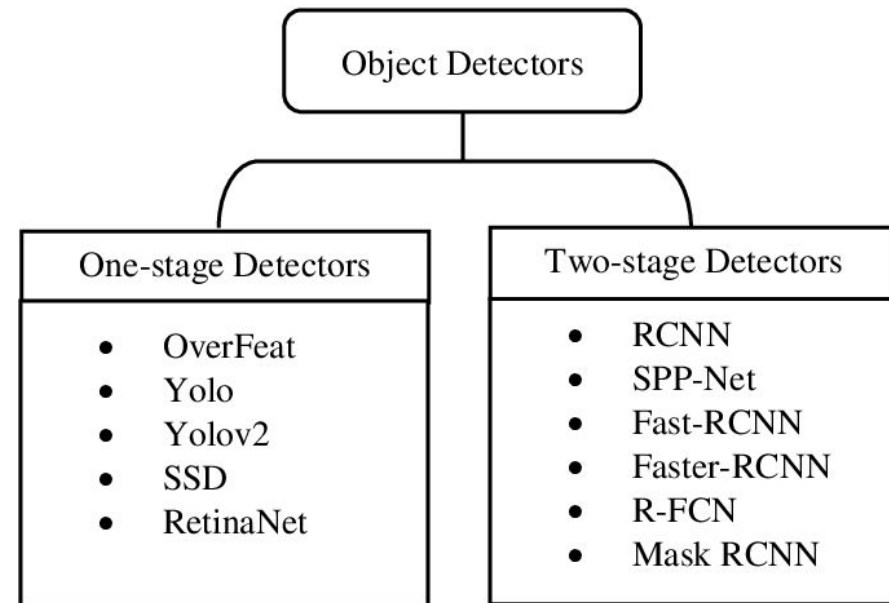 Object Detectors
One-stage Detectors
OverFeat
Yolo
Yolov2
SSD
RetinaNet
Two-stage Detectors
RCNN
SPP-Net
Fast-RCNN
Faster-RCNN
R-FCN
Mask RCNN